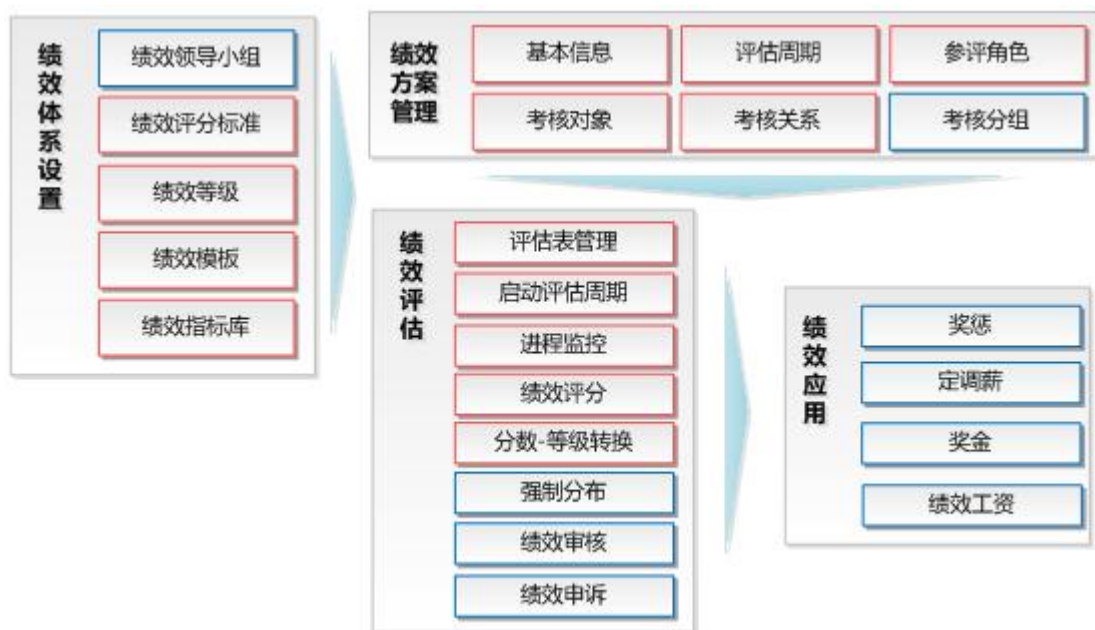 绩效体系设置
绩效领导小组
绩效评分标准
绩效等级
绩效模板
绩效指标库
绩效
方案
管理
基本信息
评估周期
参评角色
考核对象
考核关系
考核分组
绩效评估
评估表管理
启动评估周期
进程监控
绩效评分
分数-等级转换
强制分布
绩效审核
绩效申诉
绩效应用
奖惩
定调薪
奖金
绩效工资